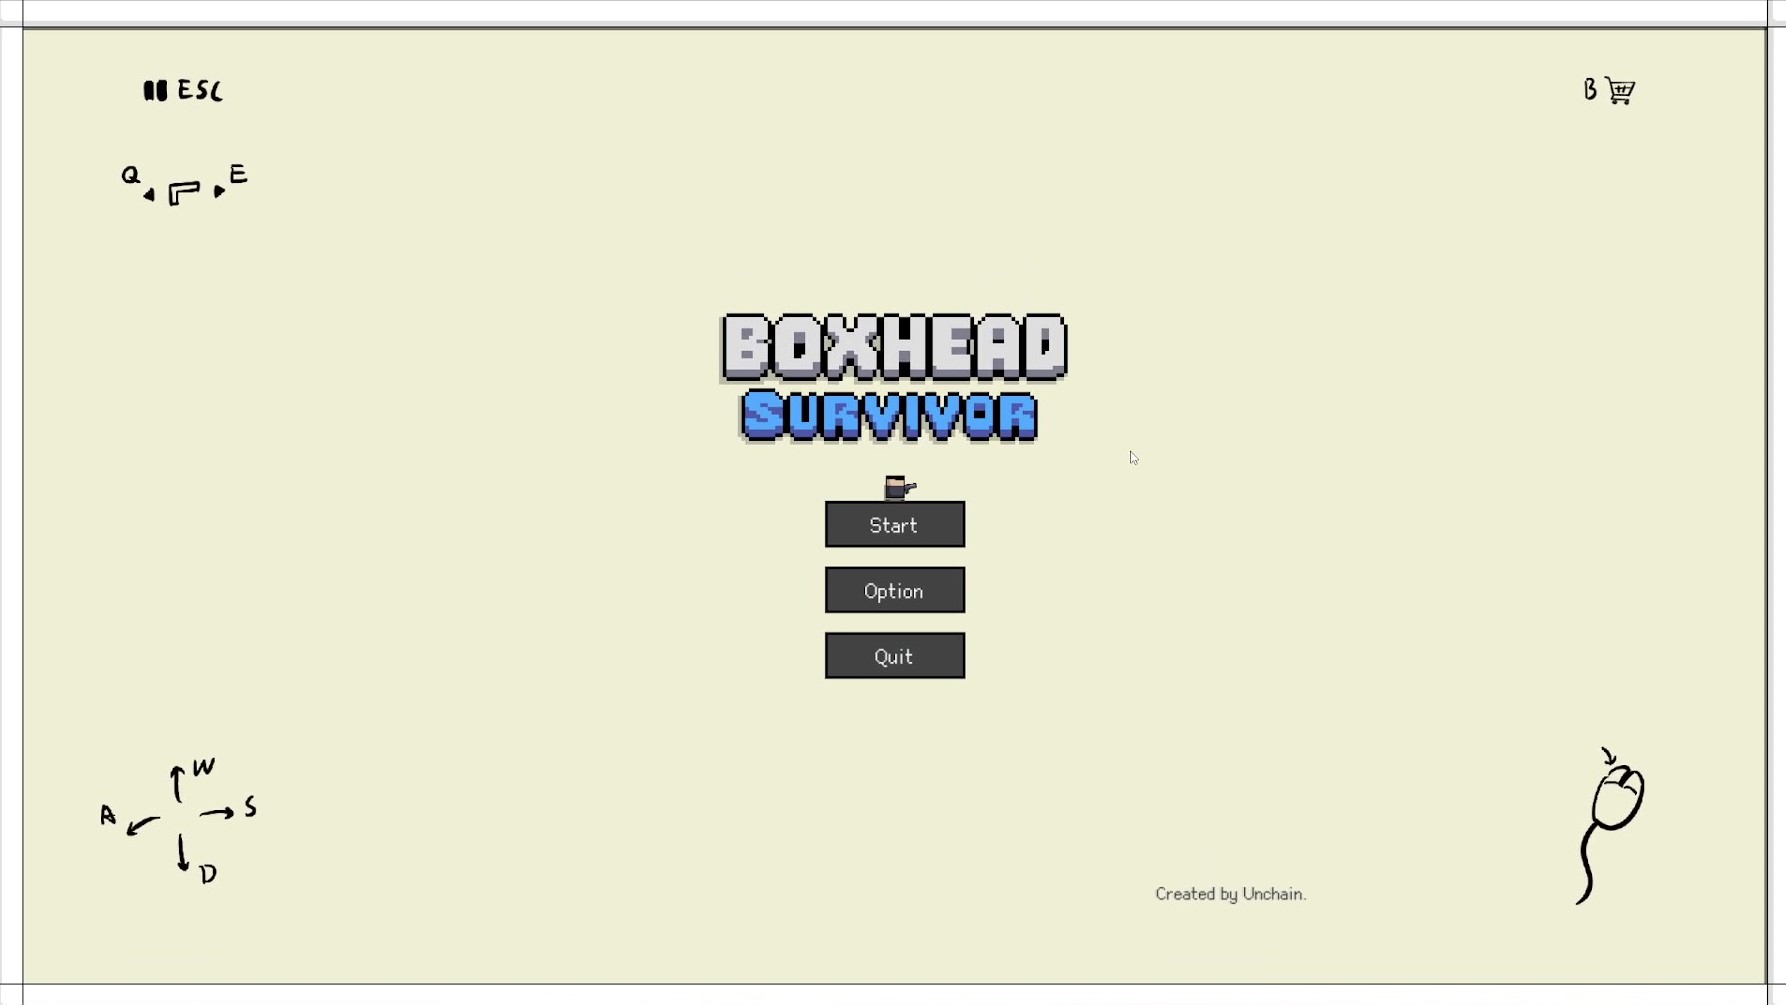 ESC
B
Q E
BOXHEAD
SURVIVOR
Start
Option
Quit
W
A S
D
Created by Unchain.